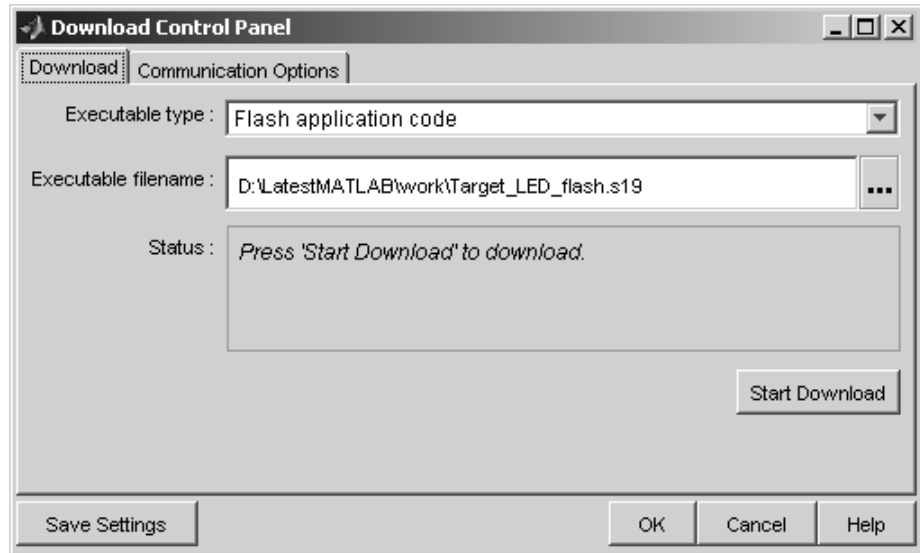 Download Control Panel
Download Communication Options
Executable type : Flash application code
Executable filename : D:\LatestMATLAB\work\Target_LED_flash.s19 ...
Status : Press 'Start Download' to download.
Start Download
Save Settings OK Cancel Help